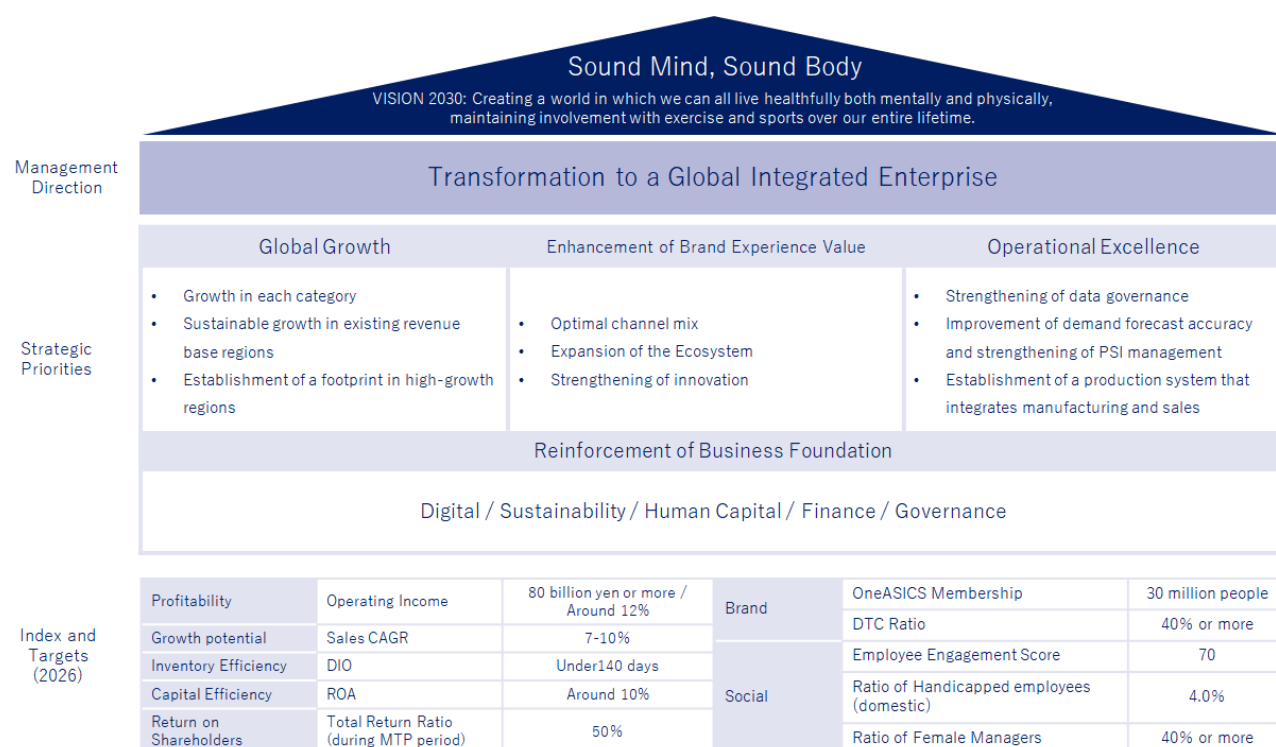 Sound Mind, Sound Body
VISION 2030: Creating a world in which we can all live healthfully both mentally and physically,
maintaining involvement with exercise and sports over our entire lifetime.
Management
Direction
Transformation to a Global Integrated Enterprise
Strategic
Priorities
Global Growth
• Growth in each category
• Sustainable growth in existing revenue
base regions
• Establishment of a footprint in high-growth
regions
Enhancement of Brand Experience Value
• Optimal channel mix
• Expansion of the Ecosystem
• Strengthening of innovation
Operational Excellence
• Strengthening of data governance
• Improvement of demand forecast accuracy
and strengthening of PSI management
• Establishment of a production system that
integrates manufacturing and sales
Reinforcement of Business Foundation
Digital / Sustainability / Human Capital / Finance / Governance
Index and
Targets
(2026)
Profitability
Operating Income
80 billion yen or more /
Around 12%
Growth potential
Sales CAGR
7-10%
Inventory Efficiency
DIO
Under140 days
Capital Efficiency
ROA
Around 10%
Return on
Shareholders
Total Return Ratio
(during MTP period)
50%
Brand
OneASICS Membership
30 million people
DTC Ratio
40% or more
Social
Employee Engagement Score
70
Ratio of Handicapped employees
(domestic)
4.0%
Ratio of Female Managers
40% or more